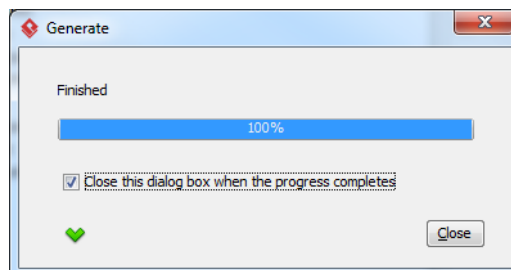 Generate
Finished
100%
Close this dialog box when the progress completes
Close